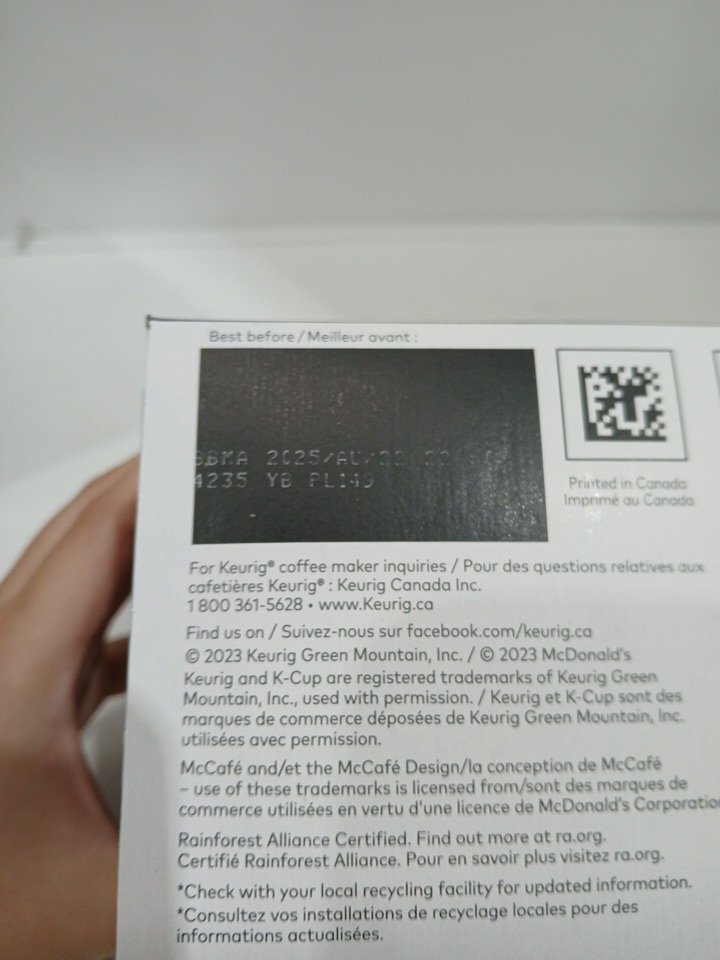 Best before / Meilleur avant :
BBMA 2025/AU/22
4235 YB
Printed in Canada
Imprimé au Canada
For Keurig® coffee maker inquiries / Pour des questions relatives aux
cafetières Keurig® : Keurig Canada Inc.
1 800 361-5628 • www.Keurig.ca
Find us on / Suivez-nous sur facebook.com/keurig.ca
© 2023 Keurig Green Mountain, Inc. / © 2023 McDonald's
Keurig and K-Cup are registered trademarks of Keurig Green
Mountain, Inc., used with permission. / Keurig et K-Cup sont des
marques de commerce déposées de Keurig Green Mountain, Inc.
utilisées avec permission.
McCafé and/et the McCafé Design/la conception de McCafé
– use of these trademarks is licensed from/sont des marques de
commerce utilisées en vertu d'une licence de McDonald's Corporatio
Rainforest Alliance Certified. Find out more at ra.org.
Certifié Rainforest Alliance. Pour en savoir plus visitez ra.org.
*Check with your local recycling facility for updated information.
*Consultez vos installations de recyclage locales pour des
informations actualisées.